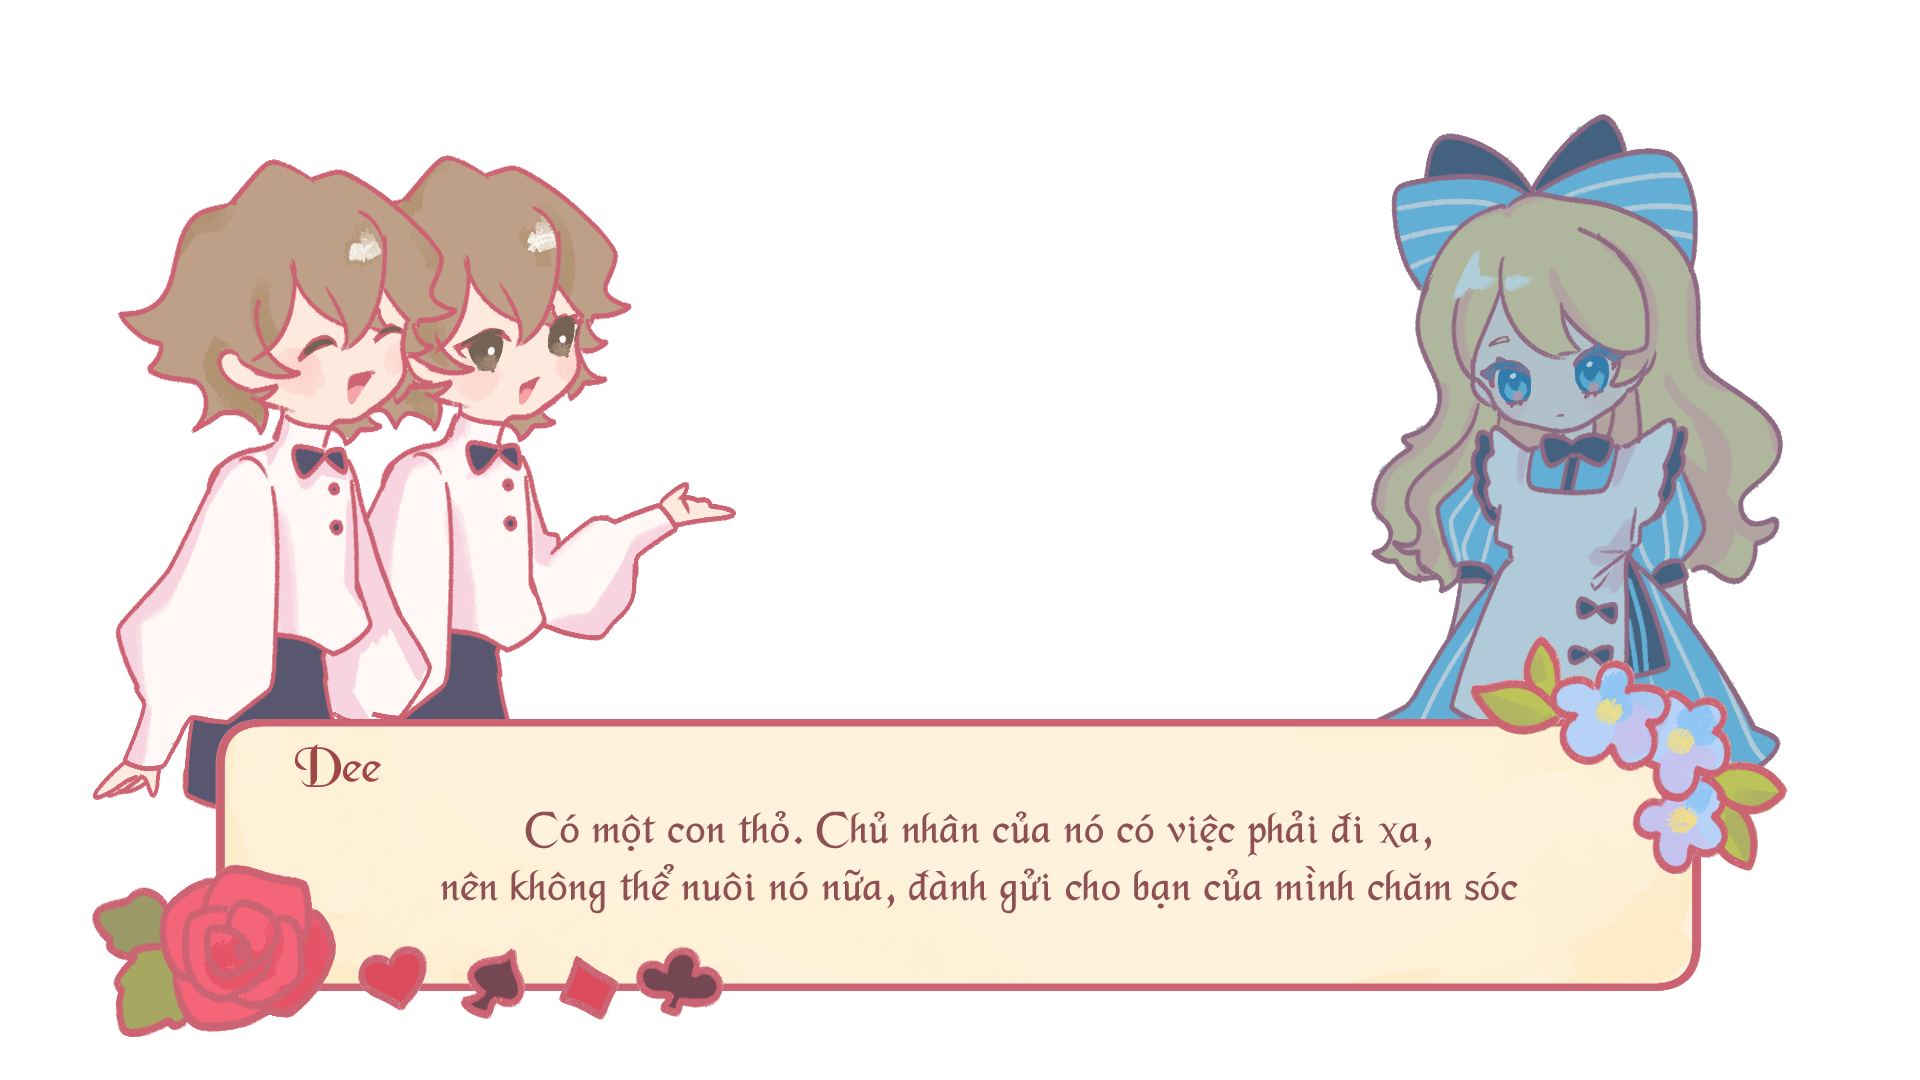 Dee
Có một con thỏ. Chủ nhân của nó có việc phải đi xa,
nên không thể nuôi nó nữa, đành gửi cho bạn của mình chăm sóc